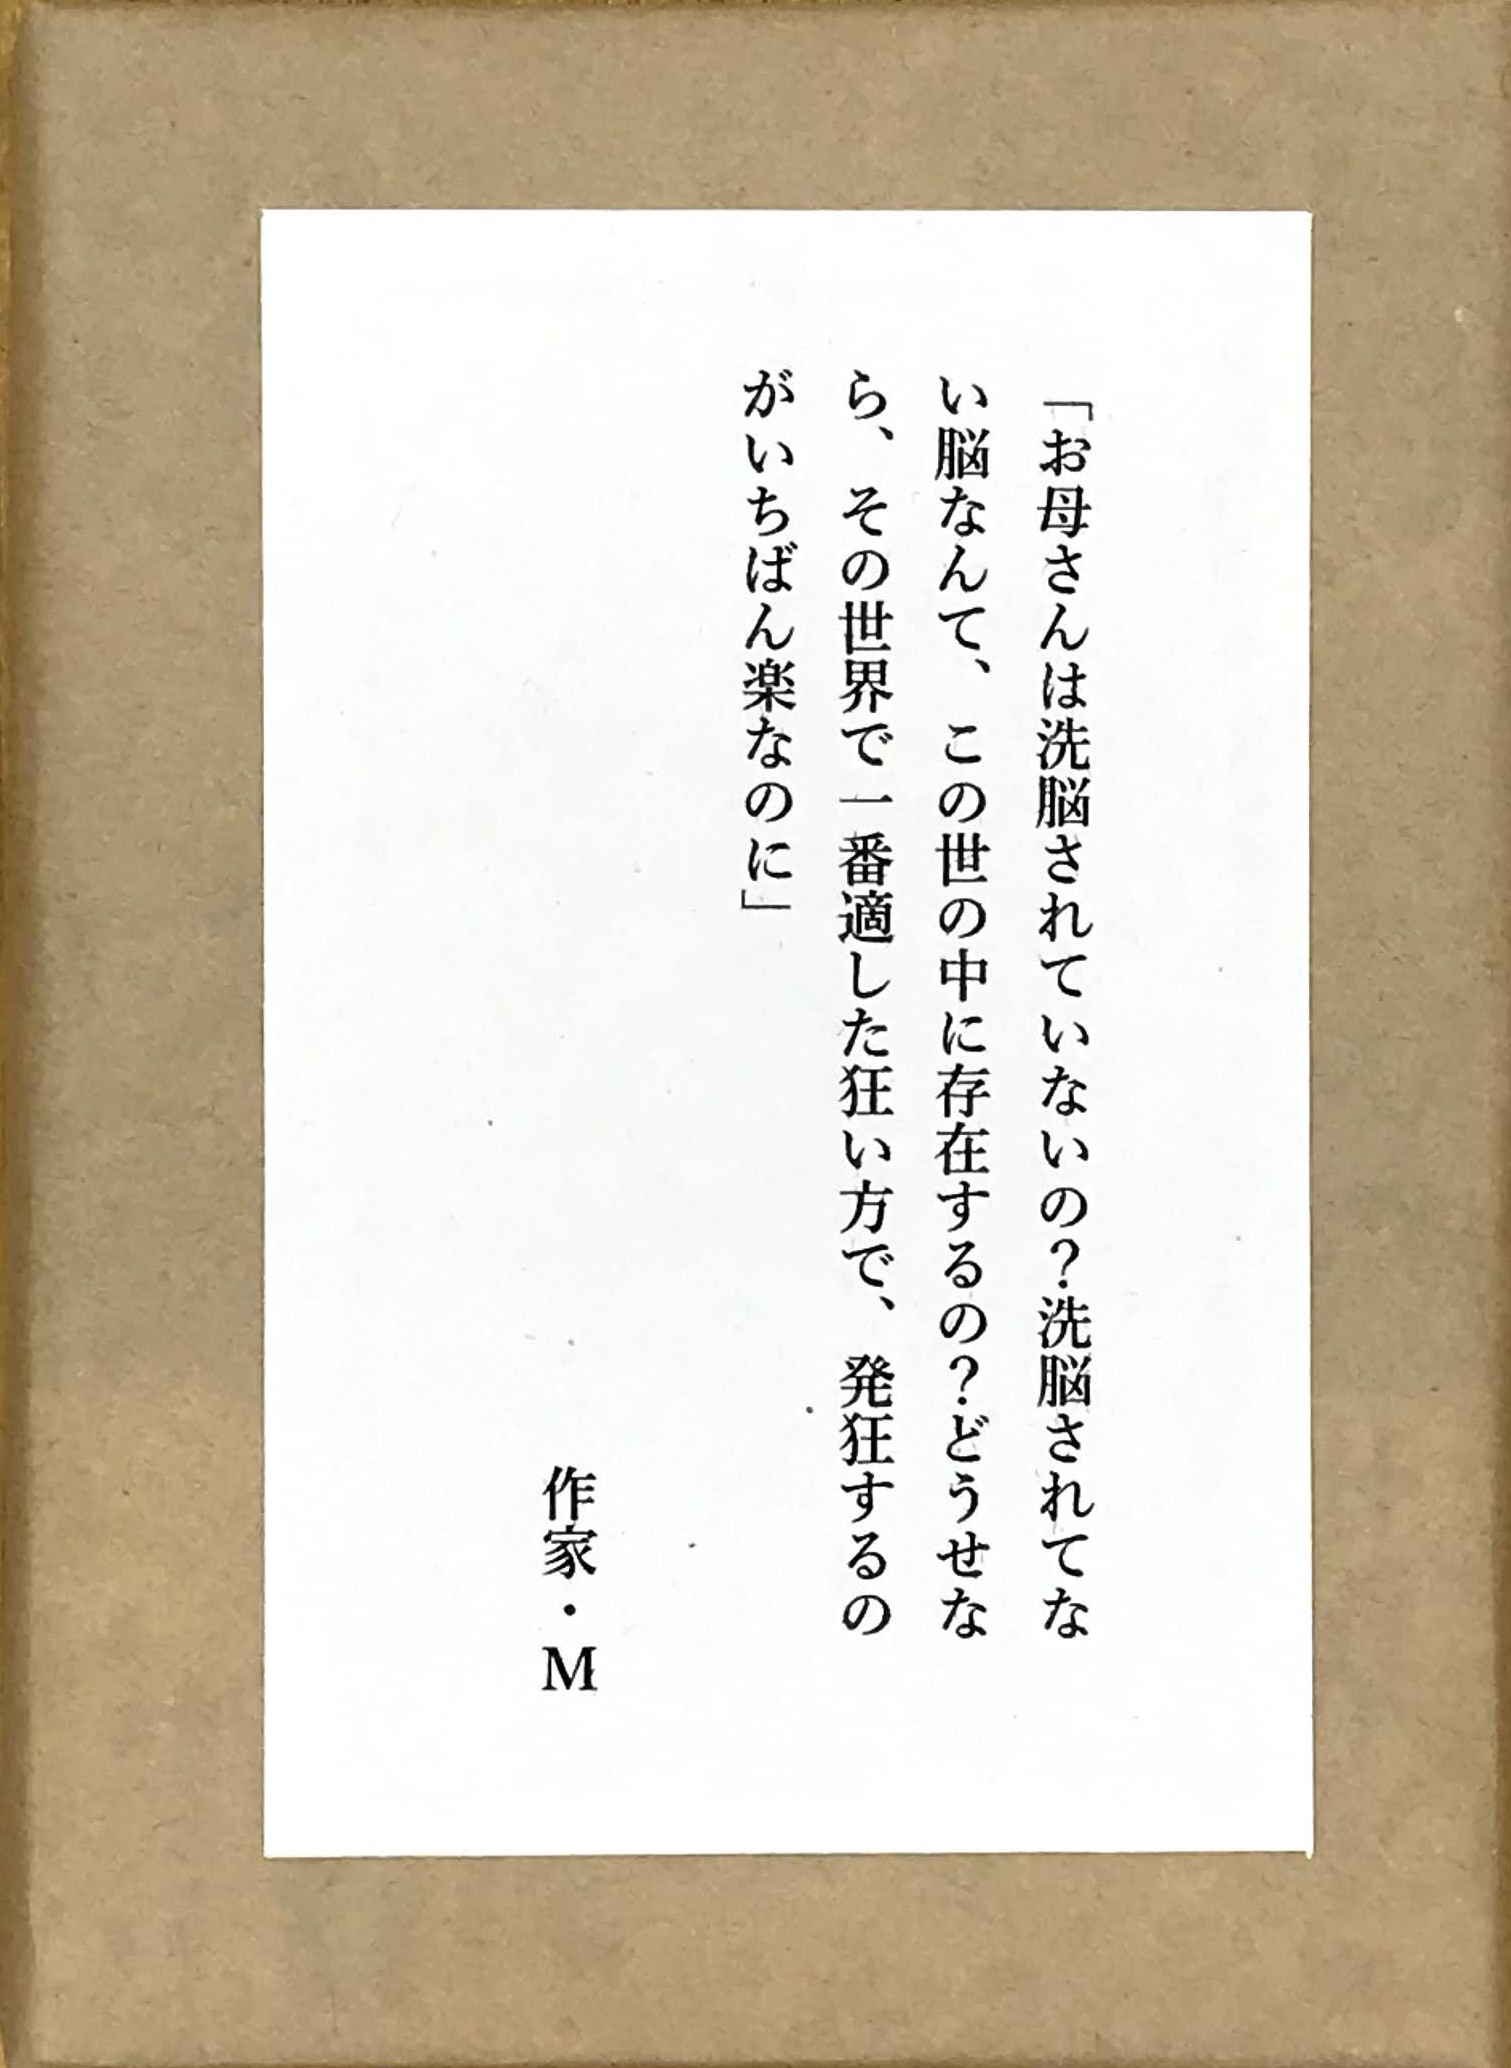 「お母さんは洗脳されていないの？洗脳されてな
い脳なんて、この世の中に存在するの？どうせな
ら、その世界で一番適した狂い方で、発狂するの
がいちばん楽なのに」
作家・M